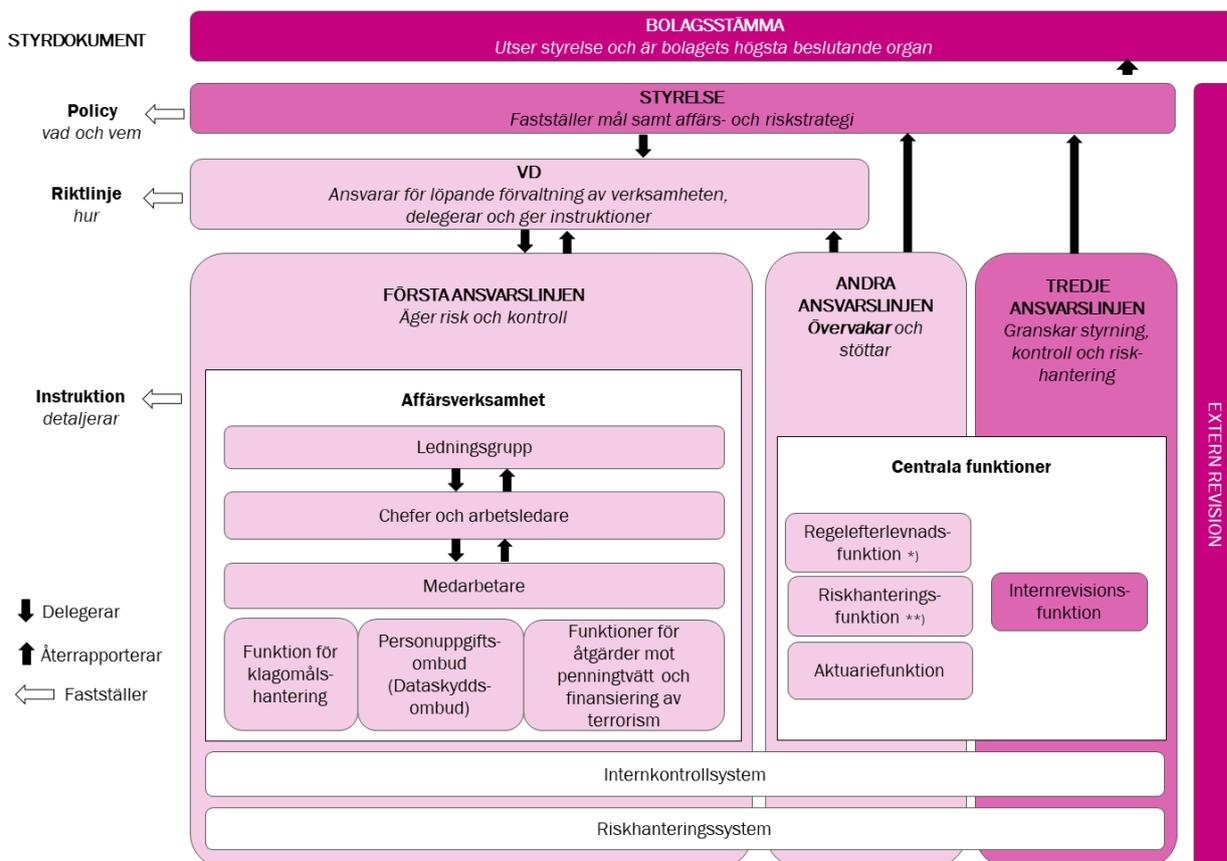 STYRDOKUMENT
BOLAGSSTÄMMA
Utser styrelse och är bolagets högsta beslutande organ
Policy
vad och vem
STYRELSE
Fastställer mål samt affärs- och riskstrategi
Riktlinje
hur
VD
Ansvarar för löpande förvaltning av verksamheten,
delegerar och ger instruktioner
FÖRSTA ANSVARSLINJEN
Äger risk och kontroll
ANDRA
ANSVARSLINJEN
Övervakar och
stöttar
TREDJE
ANSVARSLINJEN
Granskar styrning,
kontroll och risk-
hantering
EXTERN REVISION
Instruktion
detaljerar
Affärsverksamhet
Ledningsgrupp
Chefer och arbetsledare
Medarbetare
Funktion för
klagomåls-
hantering
Personuppgifts-
ombud
(Dataskydds-
ombud)
Funktioner för
åtgärder mot
penningtvätt och
finansiering av
terrorism
Centrala funktioner
Regelefterlevnads-
funktion *)
Riskhanterings-
funktion **)
Aktuariefunktion
Internrevisions-
funktion
Delegerar
Återrapporterar
Fastställer
Internkontrollsystem
Riskhanteringssystem